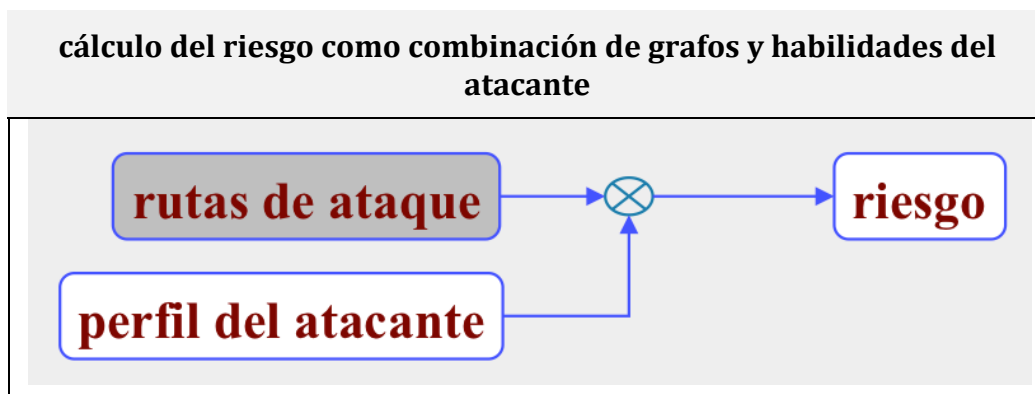 cálculo del riesgo como combinación de grafos y habilidades del
atacante
rutas de ataque
riesgo
perfil del atacante